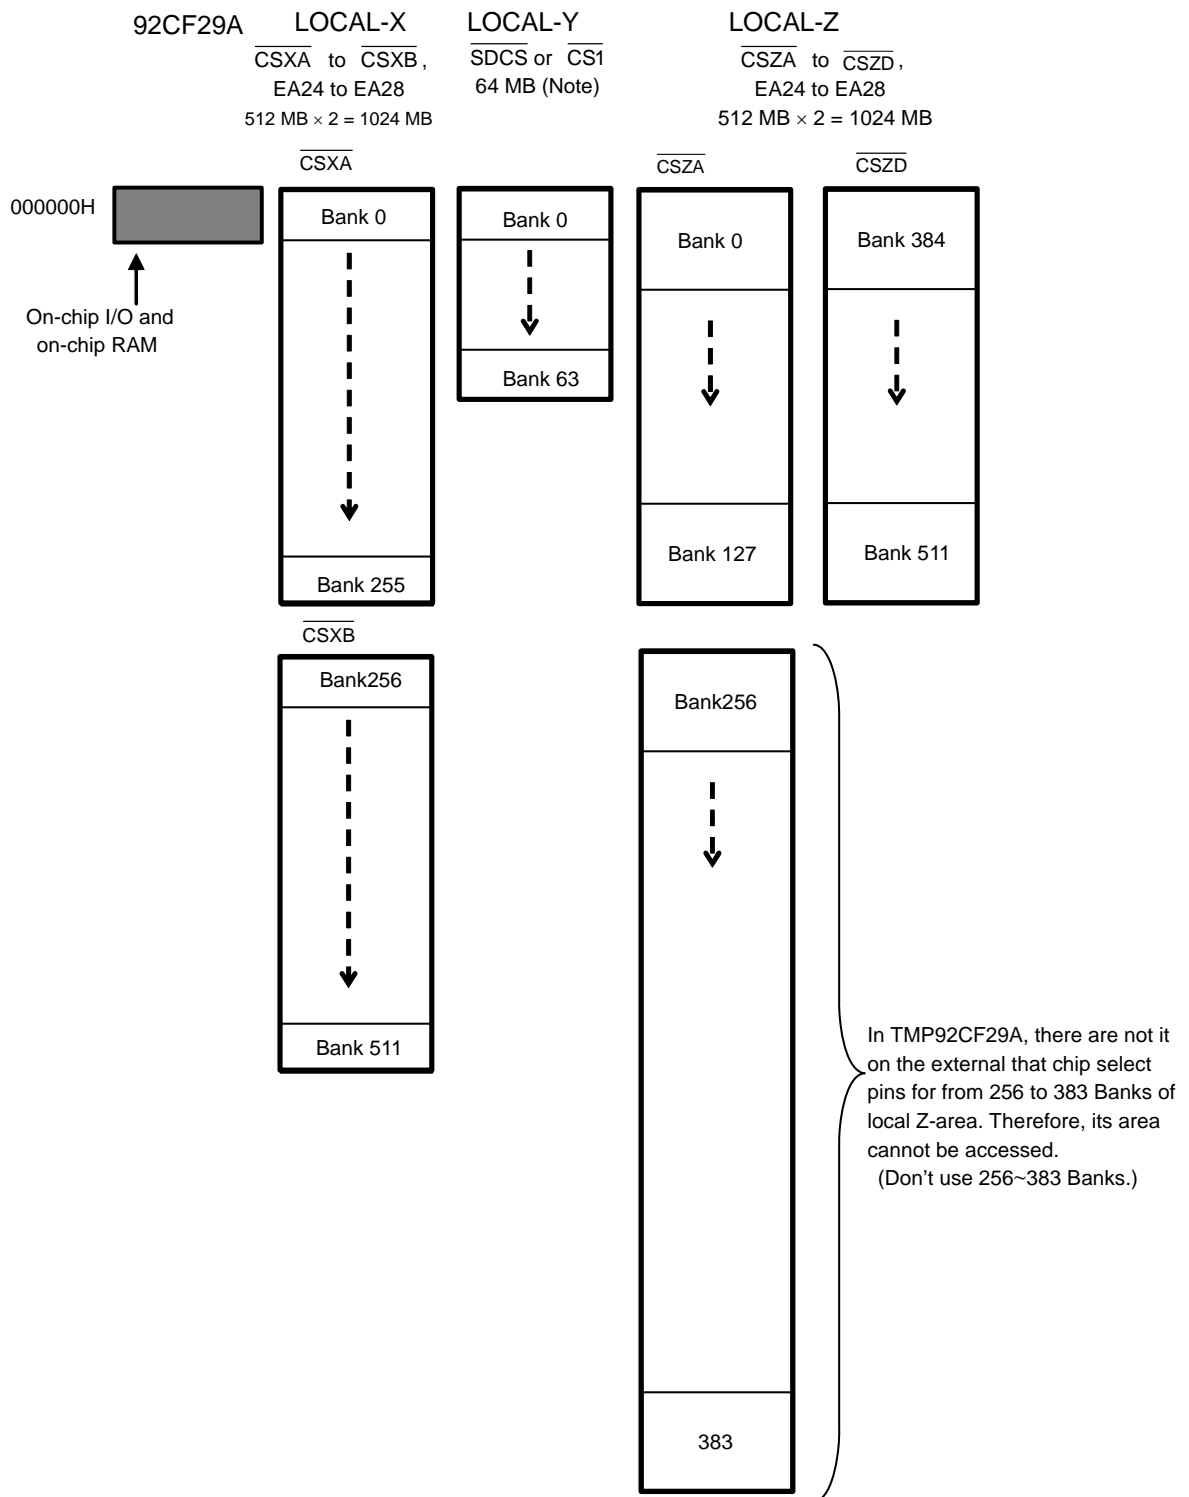 92CF29A LOCAL-X LOCAL-Y LOCAL-Z
CSXA to CSXB, SDCS or CS1 CSZA to CSZD,
EA24 to EA28 64 MB (Note) EA24 to EA28
512 MB × 2 = 1024 MB 512 MB × 2 = 1024 MB
CSXA CSZA CSZD
000000H
Bank 0 Bank 0 Bank 0 Bank 384
On-chip I/O and
on-chip RAM
Bank 63
Bank 127 Bank 511
Bank 255
CSXB
Bank256 Bank256
Bank 511
In TMP92CF29A, there are not it
on the external that chip select
pins for from 256 to 383 Banks of
local Z-area. Therefore, its area
cannot be accessed.
(Don't use 256~383 Banks.)
383